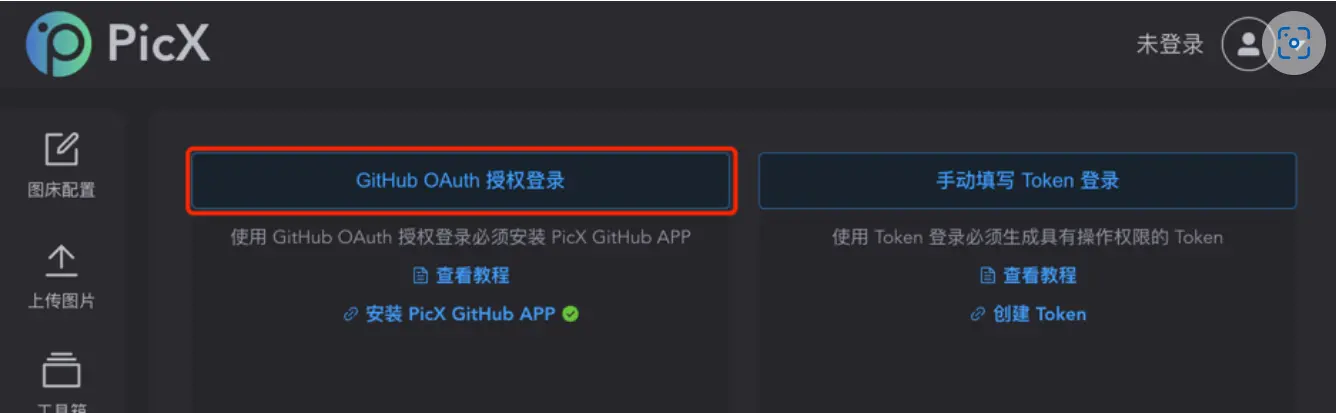 PicX
未登录
图床配置
上传图片
工具箱
GitHub OAuth 授权登录
使用 GitHub OAuth 授权登录必须安装 PicX GitHub APP
查看教程
安装 PicX GitHub APP
手动填写 Token 登录
使用 Token 登录必须生成具有操作权限的 Token
查看教程
创建 Token